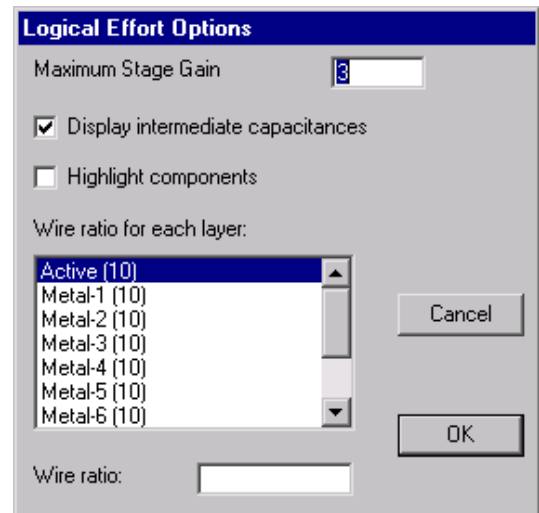 Logical Effort Options
Maximum Stage Gain 3
Display intermediate capacitances
Highlight components
Wire ratio for each layer:
Active (10)
Metal-1 (10)
Metal-2 (10)
Metal-3 (10)
Metal-4 (10)
Metal-5 (10)
Metal-6 (10)
Cancel
OK
Wire ratio: